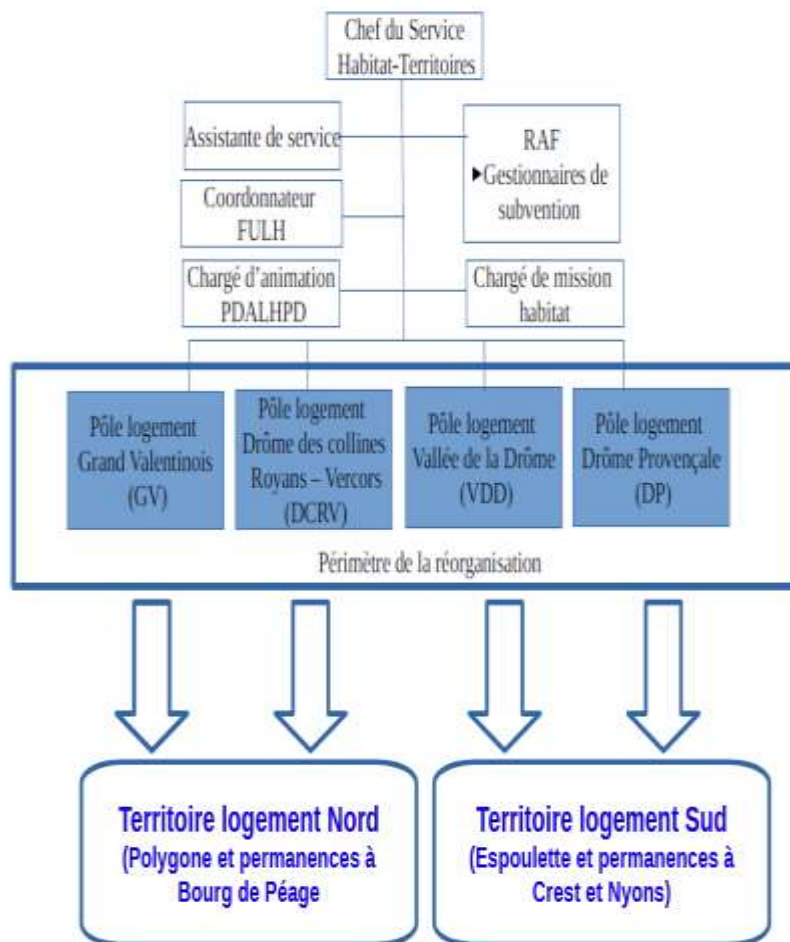 Chef du Service
Habitat-Territoires
Assistante de service
RAF
▶Gestionnaires de
subvention
Coordonnateur
FULH
Chargé d’animation
PDALHPD
Chargé de mission
habitat
Pôle logement
Grand Valentinois
(GV)
Pôle logement
Drôme des collines
Royans – Vercors
(DCRV)
Pôle logement
Vallée de la Drôme
(VDD)
Pôle logement
Drôme Provençale
(DP)
Périmètre de la réorganisation
Territoire logement Nord
(Polygone et permanences à
Bourg de Péage
Territoire logement Sud
(Espoulette et permanences à
Crest et Nyons)